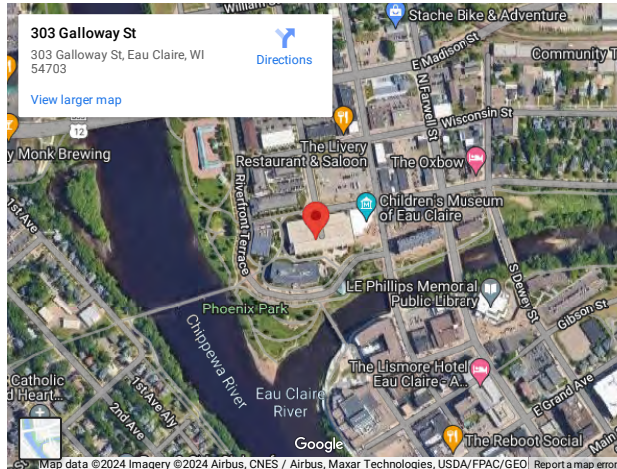 William St
Stache Bike & Adventure
303 Galloway St
303 Galloway St, Eau Claire, WI
54703
Directions
View larger map
E Madison St
Community T
N Farwell St
Wisconsin St
12
y Monk Brewing
The Livery
Restaurant & Saloon
The Oxbow
Riverfront Terrace
Children's Museum
of Eau Claire
1st Ave
LE Phillips Memorial
Public Library
S Dewey St
Gibson St
Phoenix Park
Chippewa River
The Lismore Hotel
Eau Claire - A...
Catholic
d Heart...
1st Ave Aly
2nd Ave
Eau Claire
River
E Grand Ave
Main
The Reboot Social
Google
Map data ©2024 Imagery ©2024 Airbus, CNES / Airbus, Maxar Technologies, USDA/FPAC/GEO
Report a map error